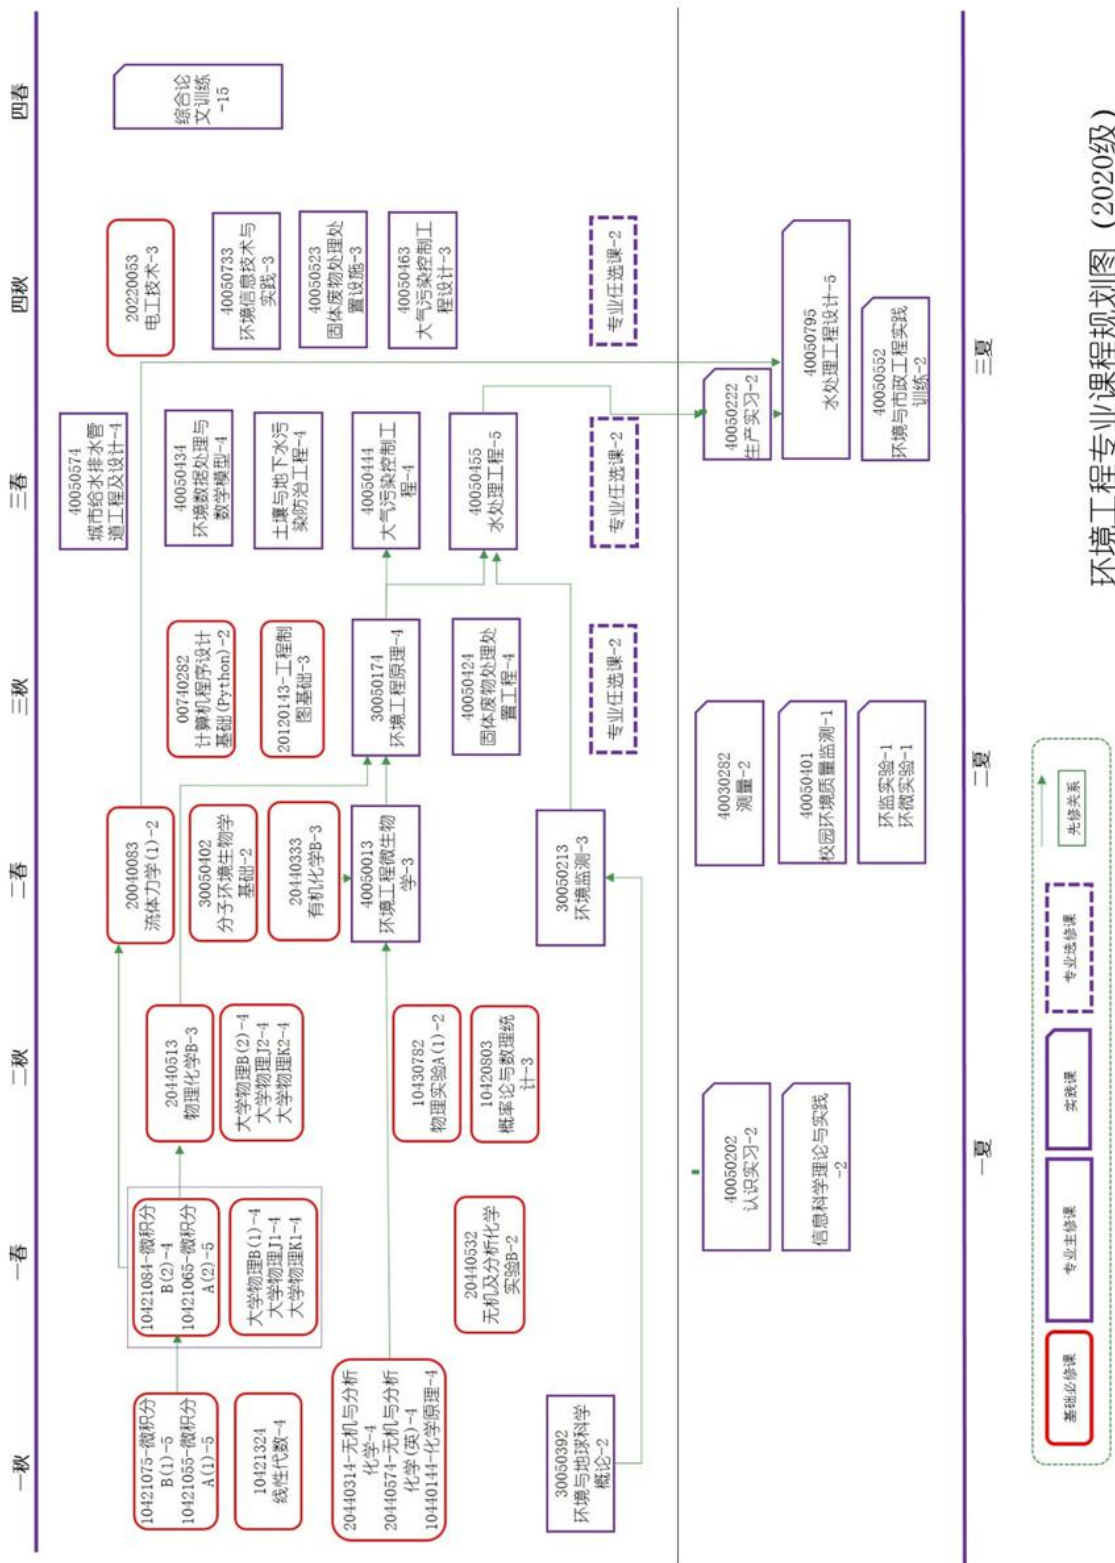 一秋
一春
二秋
二春
三秋
三春
四秋
四春
10421075-微积分
B(1)-5
10421055-微积分
A(1)-5
10421324
线性代数-4
20440314-无机与分析
化学-4
20440574-无机与分析
化学(英)-4
10440144-化学原理-4
30050392
环境与地球科学
概论-2
10421084-微积分
B(2)-4
10421065-微积分
A(2)-5
大学物理B(1)-4
大学物理J1-4
大学物理K1-4
20440532
无机及分析化学
实验B-2
20440513
物理化学B-3
大学物理B(2)-4
大学物理J2-4
大学物理K2-4
10430782
物理实验A(1)-2
10420803
概率论与数理统
计-3
20040083
流体力学(1)-2
30050402
分子环境生物学
基础-2
20440333
有机化学B-3
40050013
环境工程微生物
学-3
30050213
环境监测-3
00740282
计算机程序设计
基础(Python)-2
20120143-工程制
图基础-3
30050174
环境工程原理-4
40050424
固体废物处理处
置工程-4
专业任选课-2
40050574
城市给水排水管
道工程及设计-4
40050434
环境数据处理与
数学模型-4
土壤与地下水污
染防治工程-4
40050444
大气污染控制工
程-4
40050455
水处理工程-5
专业任选课-2
20220053
电工技术-3
40050733
环境信息技术与
实践-3
40050523
固体废物处理处
置设施-3
40050463
大气污染控制工
程设计-3
专业任选课-2
综合论
文训练
-15
40050202
认识实习-2
信息科学理论与实践
-2
40030282
测量-2
40050401
校园环境质量监测-1
环监实验-1
环微实验-1
40050222
生产实习-2
40050795
水处理工程设计-5
40050552
环境与市政工程实践
训练-2
一夏
二夏
三夏
基础必修课
专业主修课
实践课
专业选修课
先修关系
环境工程专业课程规划图（2020级）